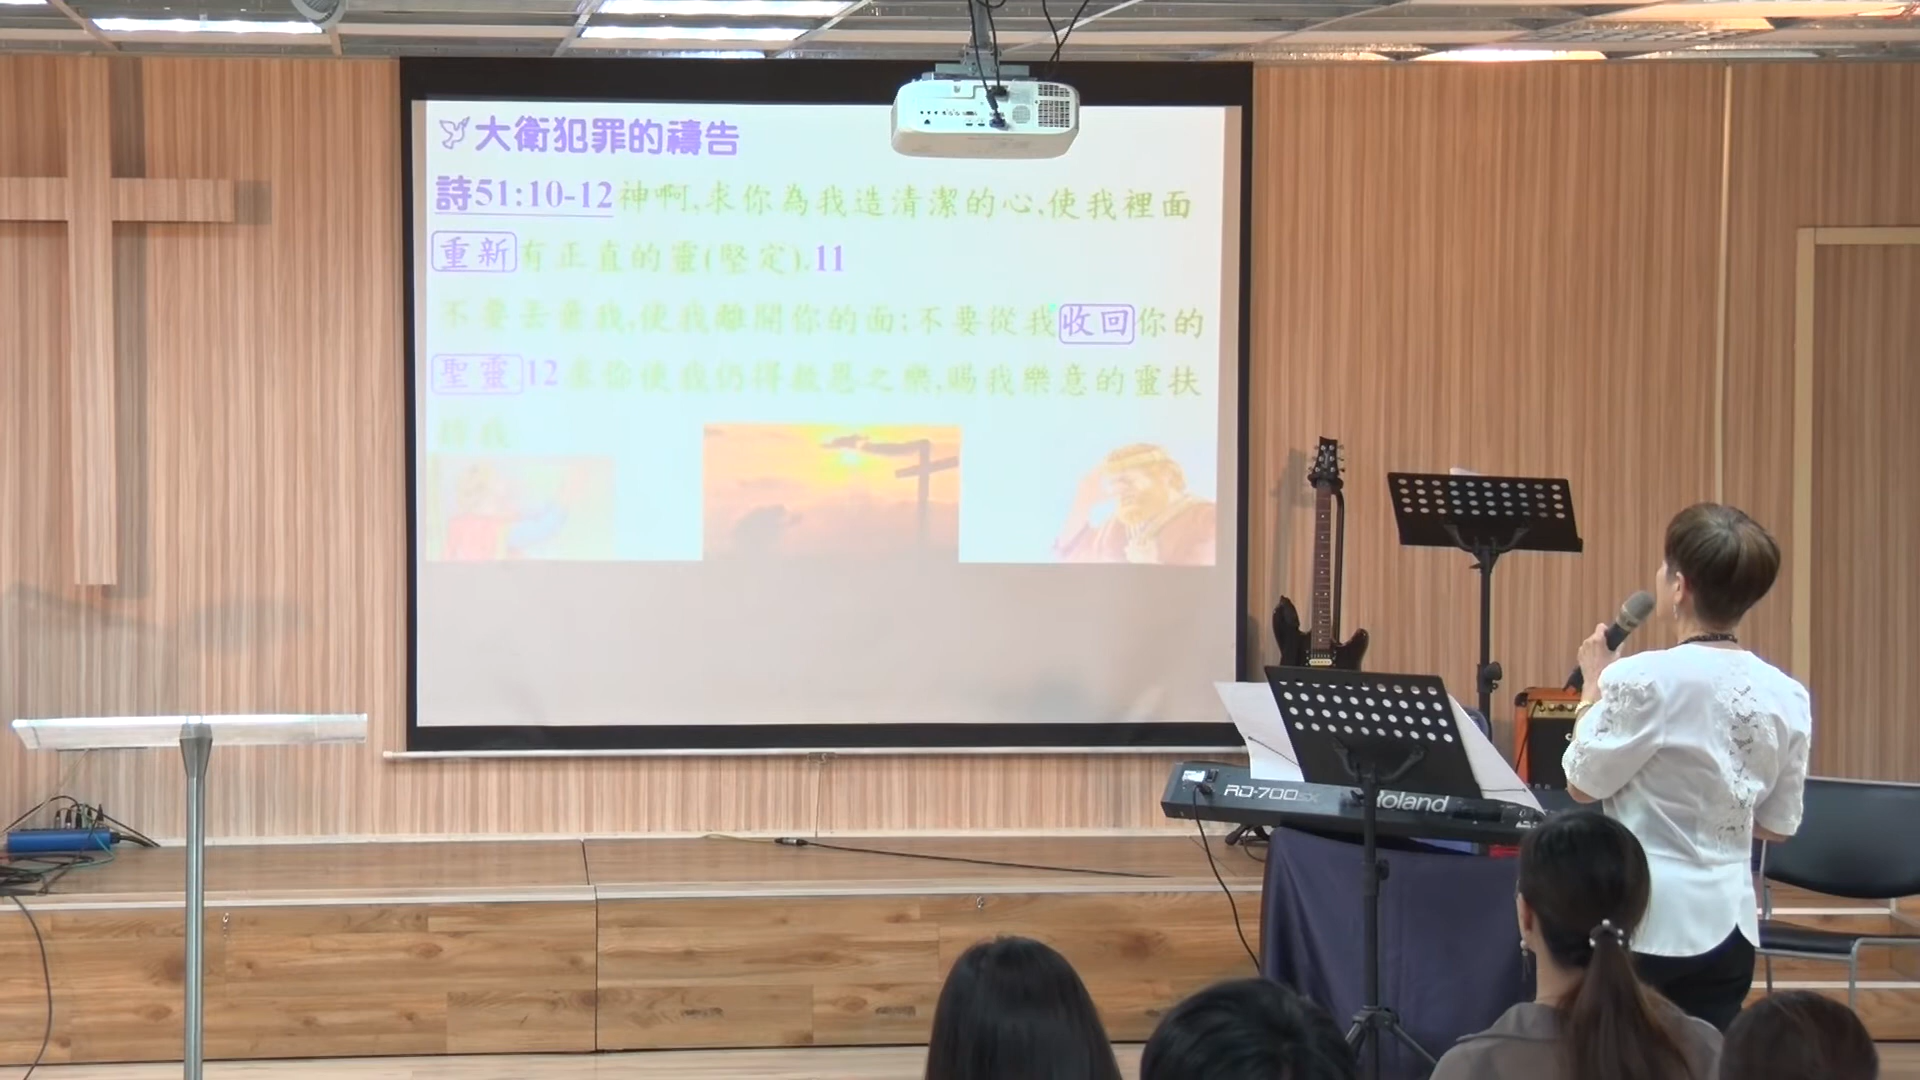 大衛犯罪的禱告
詩51:10-12神啊,求你為我造清潔的心,使我裡面
重新有正直的靈(堅定).11
不要丟棄我,使我離開你的面;不要從我收回你的
聖靈12求你使我仍得救恩之樂,賜我樂意的靈扶
持我
RD-700SX
Roland